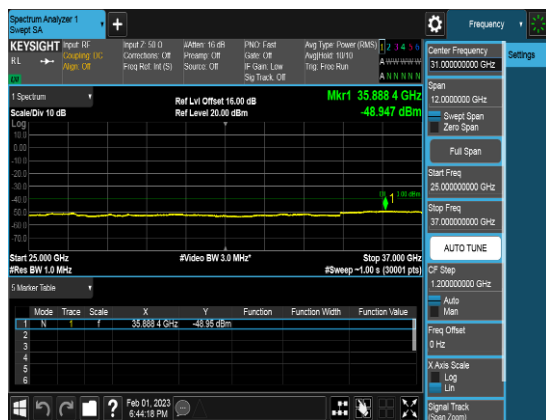 Spectrum Analyzer 1
Swept SA
+
Frequency
KEYSIGHT
RL
Input: RF
Coupling: DC
Align: Off
Input Z: 50 Ω
Corrections: Off
Freq Ref: Int (S)
#Atten: 16 dB
Preamp: Off
Source: Off
PNO: Fast
Gate: Off
IF Gain: Low
Sig Track: Off
Avg Type: Power (RMS)
Avg|Hold: 10/10
Trig: Free Run
1 2 3 4 5 6
A W W W W W
A N N N N N
1 Spectrum
Scale/Div 10 dB
Log
Ref Lvl Offset 16.00 dB
Ref Level 20.00 dBm
Mkr1 35.888 4 GHz
-48.947 dBm
10.0
0.00
-10.0
-20.0
-30.0
-40.0
-50.0
-60.0
-70.0
1
Start 25.000 GHz
#Res BW 1.0 MHz
#Video BW 3.0 MHz*
Stop 37.000 GHz
#Sweep ~1.00 s (30001 pts)
5 Marker Table
Mode Trace Scale X Y Function Function Width Function Value
1 N 1 f 35.888 4 GHz -48.95 dBm
2
3
4
5
6
Feb 01, 2023
6:44:18 PM
Center Frequency
31.000000000 GHz
Settings
Span
12.0000000 GHz
Swept Span
Zero Span
Full Span
Start Freq
25.000000000 GHz
Stop Freq
37.000000000 GHz
AUTO TUNE
CF Step
1.200000000 GHz
Auto
Man
Freq Offset
0 Hz
X Axis Scale
Log
Lin
Signal Track
(Span Zoom)